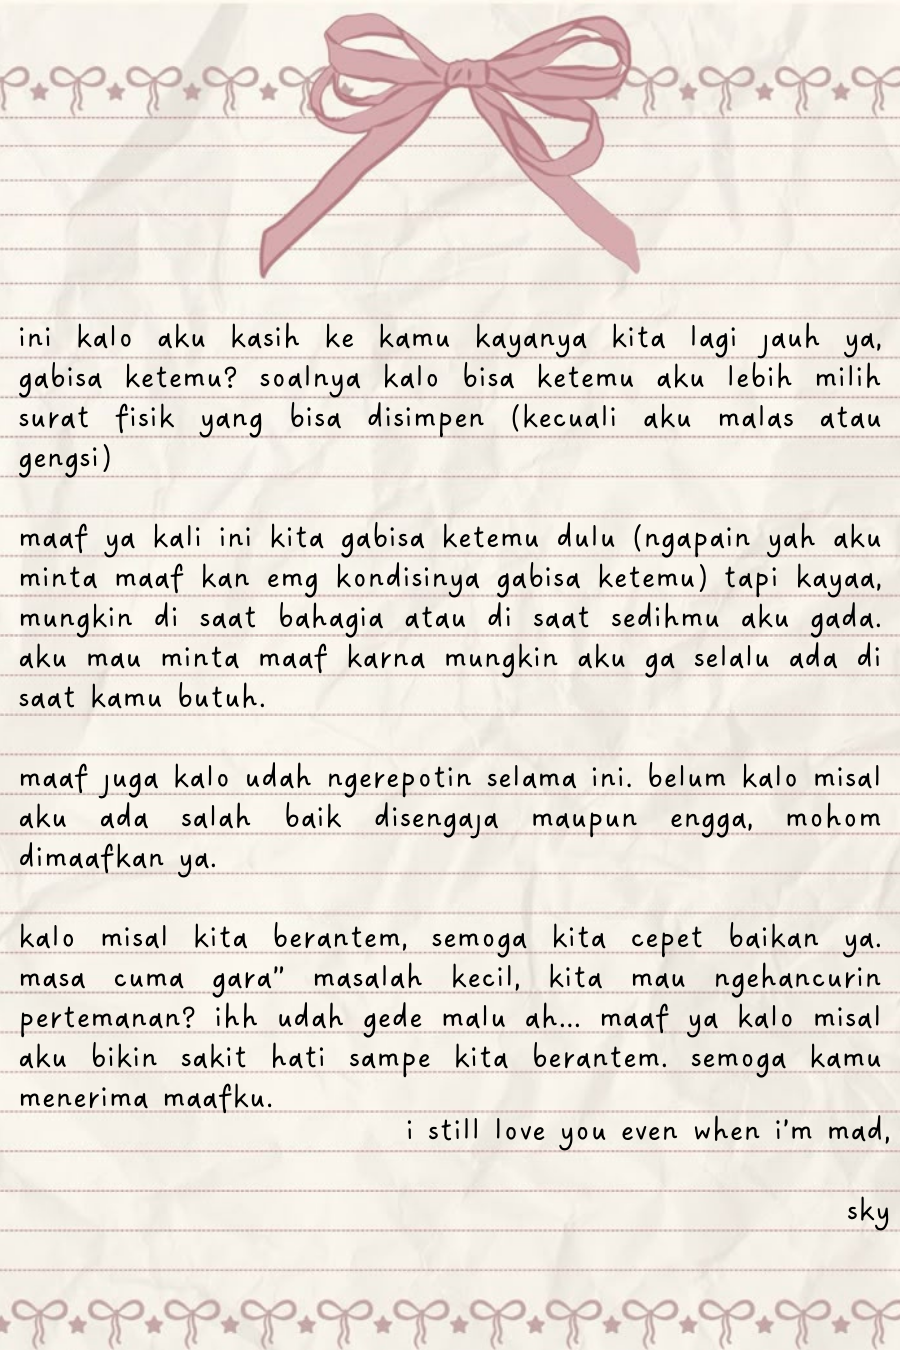 ini kalo aku kasih ke kamu kayanya kita lagi jauh ya,
gabisa ketemu? soalnya kalo bisa ketemu aku lebih milih
surat fisik yang bisa disimpen (kecuali aku malas atau
gengsi)
maaf ya kali ini kita gabisa ketemu dulu (ngapain yah aku
minta maaf kan emg kondisinya gabisa ketemu) tapi kayaa,
mungkin di saat bahagia atau di saat sedihmu aku gada.
aku mau minta maaf karna mungkin aku ga selalu ada di
saat kamu butuh.
maaf juga kalo udah ngerepotin selama ini. belum kalo misal
aku ada salah baik disengaja maupun engga, mohom
dimaafkan ya.
kalo misal kita berantem, semoga kita cepet baikan ya.
masa cuma gara" masalah kecil, kita mau ngehancurin
pertemanan? ihh udah gede malu ah... maaf ya kalo misal
aku bikin sakit hati sampe kita berantem. semoga kamu
menerima maafku.
i still love you even when i'm mad,
sky